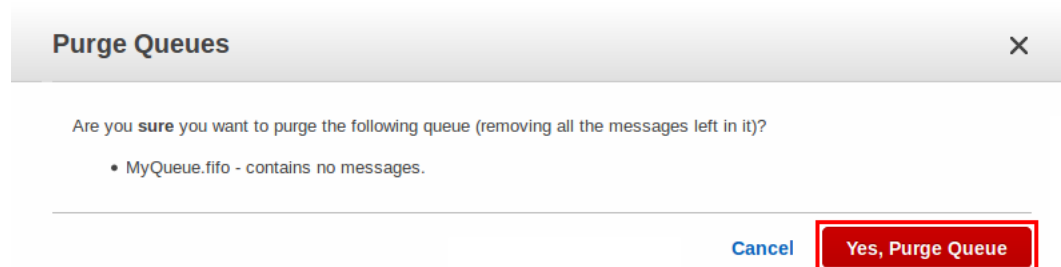 Purge Queues
Are you sure you want to purge the following queue (removing all the messages left in it)?
• MyQueue.fifo - contains no messages.
Cancel Yes, Purge Queue